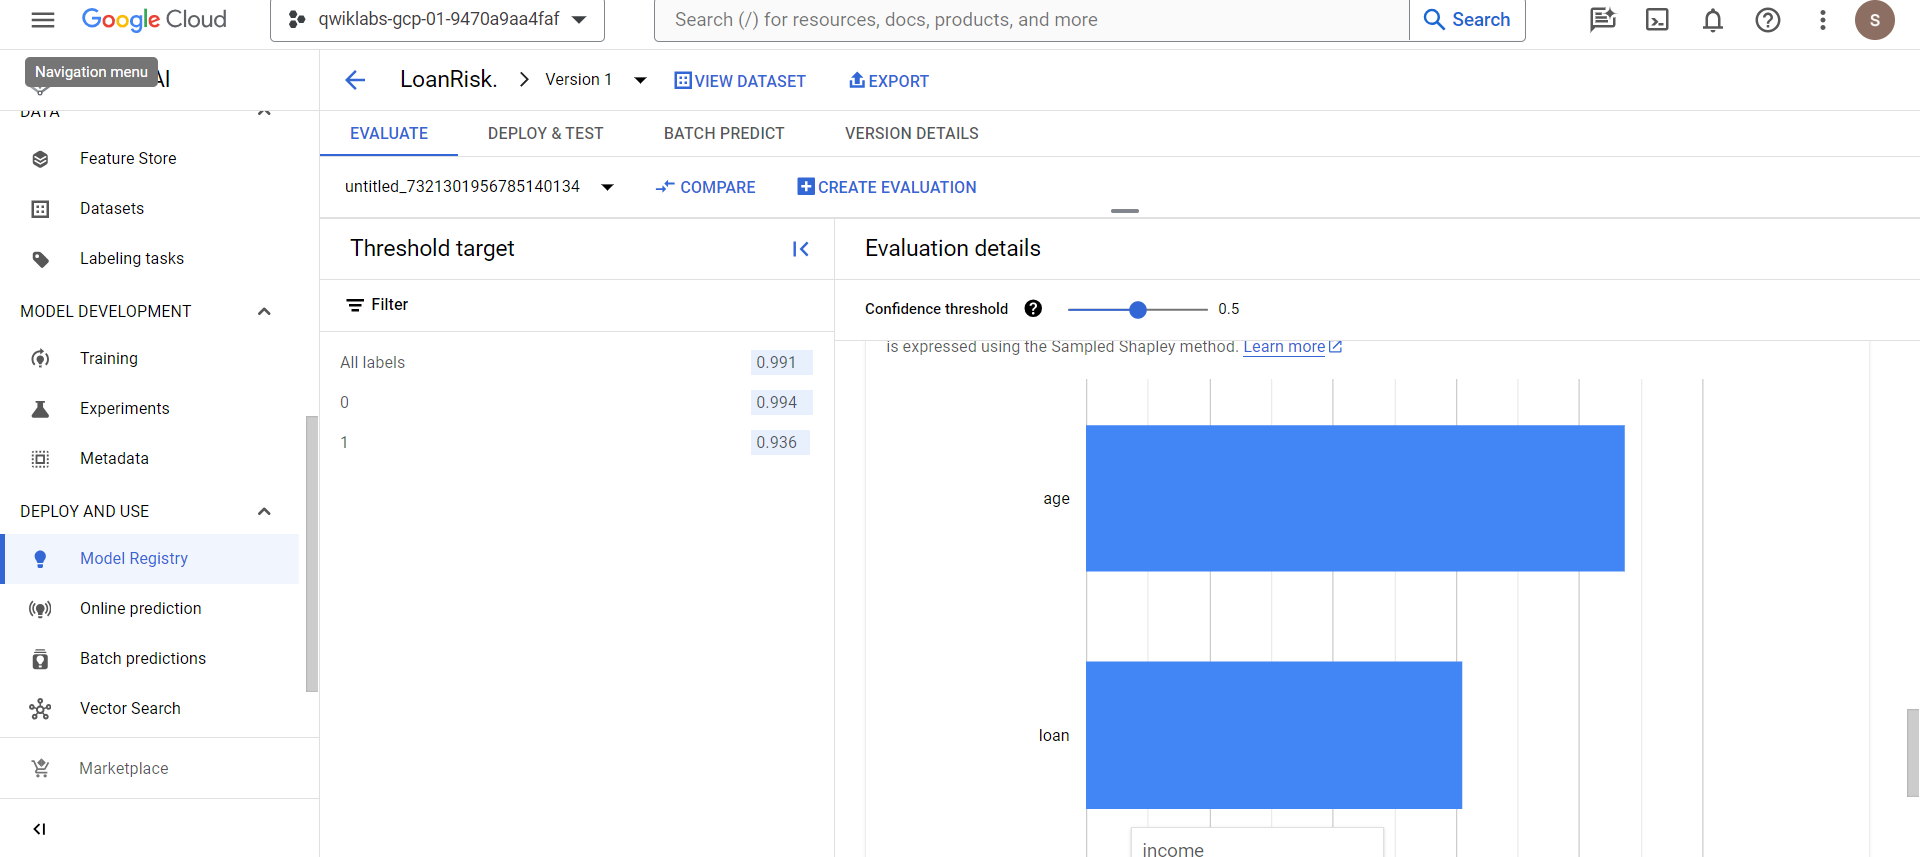 Google Cloud
qwiklabs-gcp-01-9470a9aa4faf
Search (/) for resources, docs, products, and more
Search
S
Navigation menu
AI
LoanRisk.
Version 1
VIEW DATASET
EXPORT
DATA
Feature Store
Datasets
Labeling tasks
MODEL DEVELOPMENT
Training
Experiments
Metadata
DEPLOY AND USE
Model Registry
Online prediction
Batch predictions
Vector Search
Marketplace
EVALUATE
DEPLOY & TEST
BATCH PREDICT
VERSION DETAILS
untitled_7321301956785140134
COMPARE
CREATE EVALUATION
Threshold target
Filter
All labels 0.991
0 0.994
1 0.936
Evaluation details
Confidence threshold 0.5
is expressed using the Sampled Shapley method. Learn more
age
loan
income